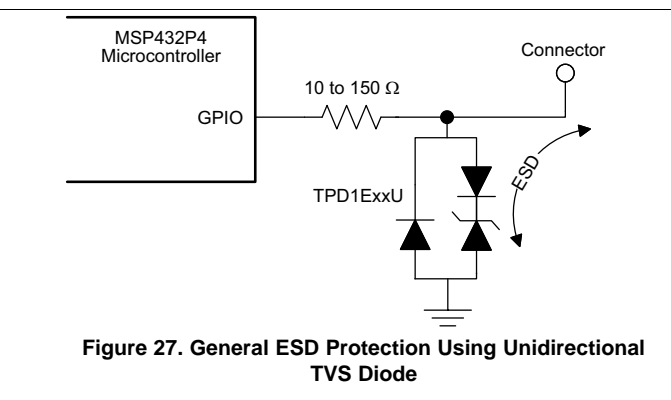 MSP432P4
Microcontroller
Connector
10 to 150 Ω
GPIO
TPD1ExxU
ESD
Figure 27. General ESD Protection Using Unidirectional
TVS Diode